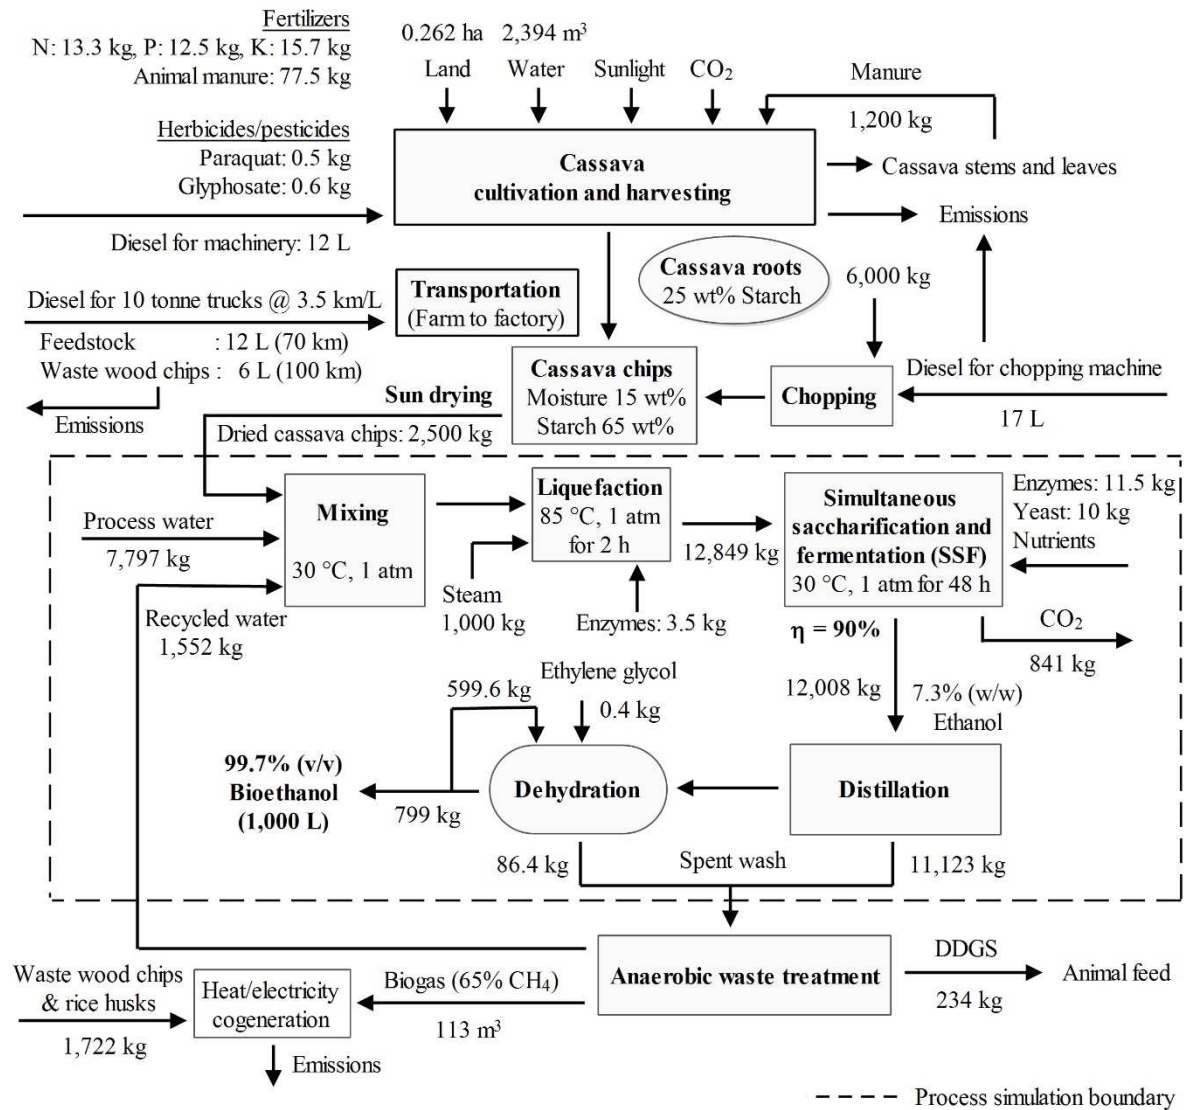 Fertilizers
N: 13.3 kg, P: 12.5 kg, K: 15.7 kg
Animal manure: 77.5 kg
0.262 ha
2,394 m³
Land
Water
Sunlight
CO₂
Manure
1,200 kg
Herbicides/pesticides
Paraquat: 0.5 kg
Glyphosate: 0.6 kg
Cassava
cultivation and harvesting
Cassava stems and leaves
Emissions
Diesel for machinery: 12 L
Cassava roots
25 wt% Starch
6,000 kg
Diesel for 10 tonne trucks @ 3.5 km/L
Feedstock : 12 L (70 km)
Waste wood chips : 6 L (100 km)
Emissions
Transportation
(Farm to factory)
Cassava chips
Moisture 15 wt%
Starch 65 wt%
Chopping
Diesel for chopping machine
17 L
Sun drying
Dried cassava chips: 2,500 kg
Process water
7,797 kg
Recycled water
1,552 kg
Mixing
30 °C, 1 atm
Liquefaction
85 °C, 1 atm
for 2 h
Steam
1,000 kg
Enzymes: 3.5 kg
12,849 kg
Simultaneous
saccharification and
fermentation (SSF)
30 °C, 1 atm for 48 h
Enzymes: 11.5 kg
Yeast: 10 kg
Nutrients
η = 90%
CO₂
841 kg
12,008 kg
7.3% (w/w)
Ethanol
Ethylene glycol
0.4 kg
599.6 kg
99.7% (v/v)
Bioethanol
(1,000 L)
799 kg
Dehydration
Distillation
86.4 kg
Spent wash
11,123 kg
Anaerobic waste treatment
DDGS
234 kg
Animal feed
Waste wood chips
& rice husks
1,722 kg
Heat/electricity
cogeneration
Biogas (65% CH₄)
113 m³
Emissions
Process simulation boundary